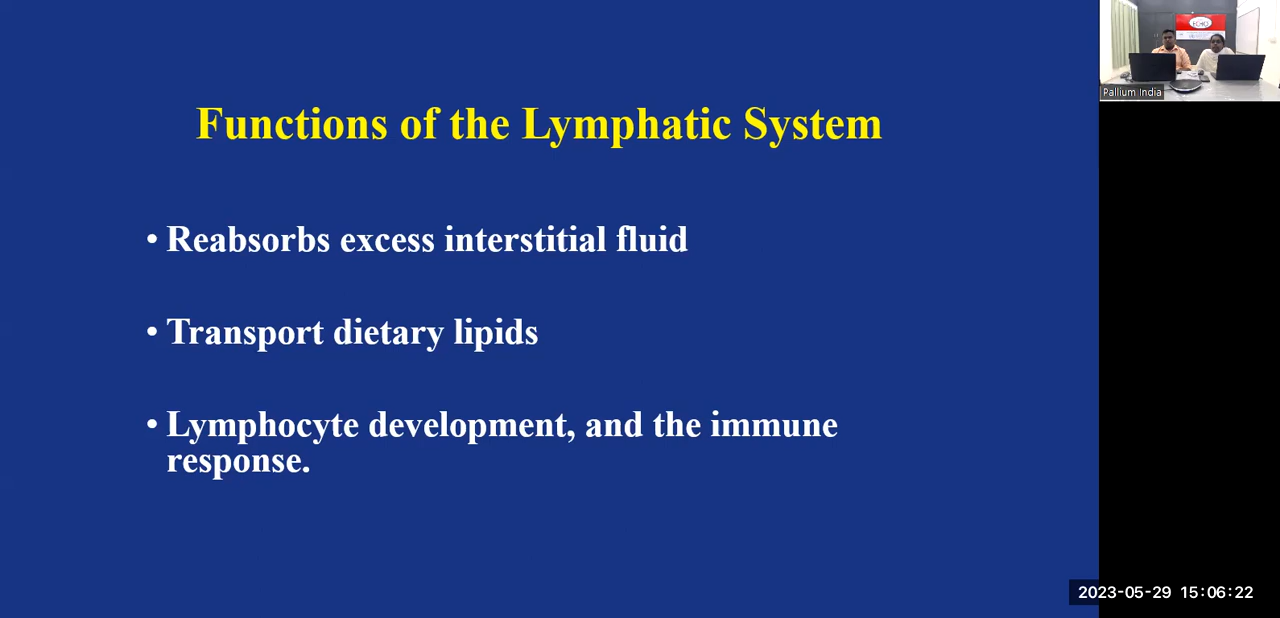 Functions of the Lymphatic System
• Reabsorbs excess interstitial fluid
• Transport dietary lipids
• Lymphocyte development, and the immune
response.
Pallium India
2023-05-29 15:06:22